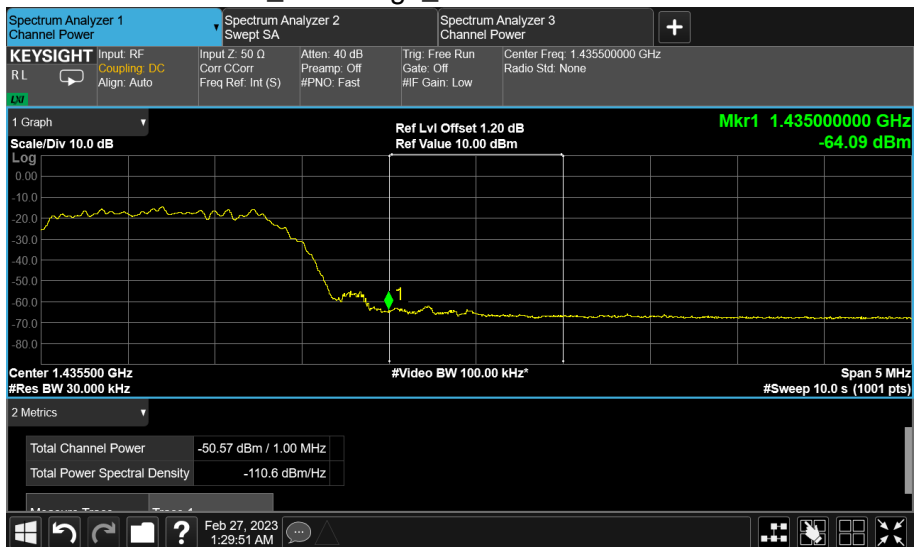 Spectrum Analyzer 1
Channel Power
Spectrum Analyzer 2
Swept SA
Spectrum Analyzer 3
Channel Power
KEYSIGHT
RL
LXI
Input: RF
Coupling: DC
Align: Auto
Input Z: 50 Ω
Corr CCorr
Freq Ref: Int (S)
Atten: 40 dB
Preamp: Off
#PNO: Fast
Trig: Free Run
Gate: Off
#IF Gain: Low
Center Freq: 1.435500000 GHz
Radio Std: None
1 Graph
Scale/Div 10.0 dB
Ref Lvl Offset 1.20 dB
Ref Value 10.00 dBm
Mkr1 1.435000000 GHz
-64.09 dBm
Log
0.00
-10.0
-20.0
-30.0
-40.0
-50.0
-60.0
-70.0
-80.0
1
Center 1.435500 GHz
#Res BW 30.000 kHz
#Video BW 100.00 kHz*
Span 5 MHz
#Sweep 10.0 s (1001 pts)
2 Metrics
Total Channel Power -50.57 dBm / 1.00 MHz
Total Power Spectral Density -110.6 dBm/Hz
Feb 27, 2023
1:29:51 AM